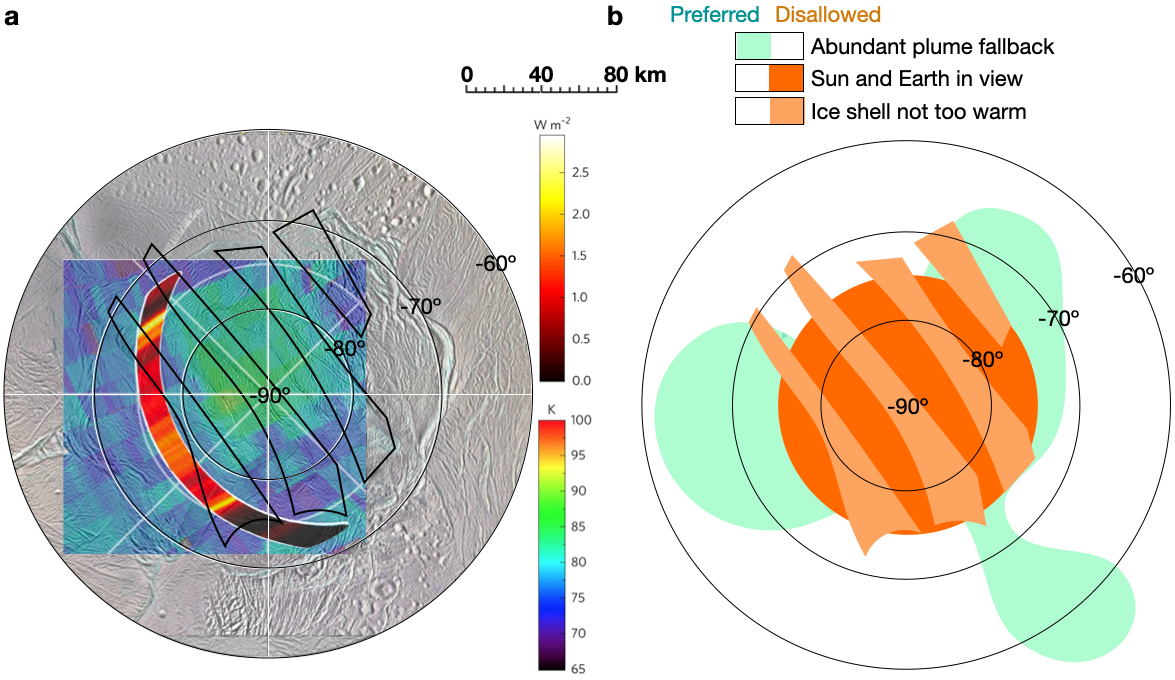 a
0 40 80 km
W m-2
2.5
2.0
1.5
1.0
0.5
0.0
K
100
95
90
85
80
75
70
65
-60º
-70º
-80º
-90º
b
Preferred Disallowed
Abundant plume fallback
Sun and Earth in view
Ice shell not too warm
-60º
-70º
-80º
-90º